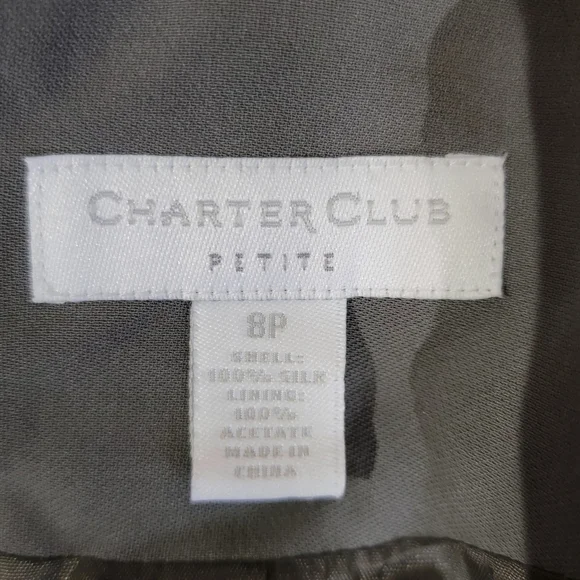 CHARTER CLUB
PETITE
8P
SHELL:
100% SILK
LINING:
100%
ACETATE
MADE IN
CHINA